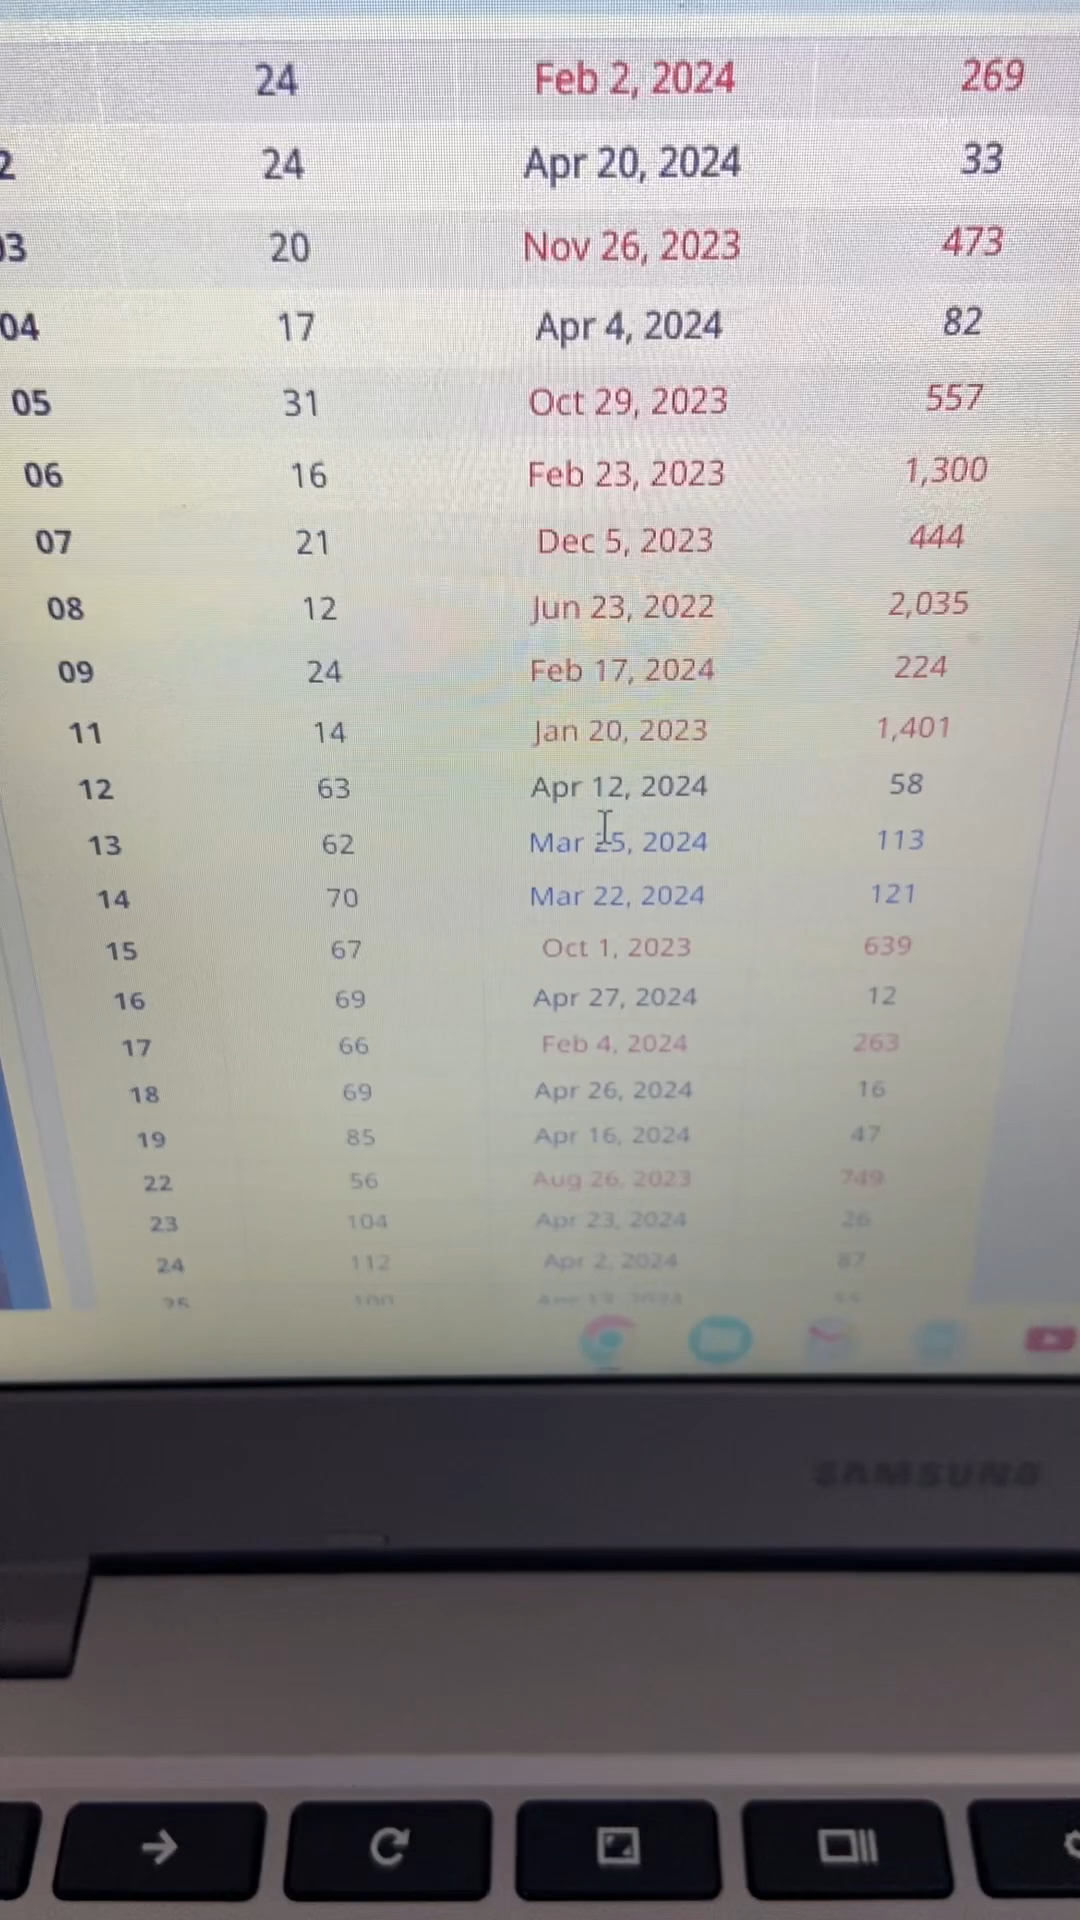 24 Feb 2, 2024 269
2 24 Apr 20, 2024 33
03 20 Nov 26, 2023 473
04 17 Apr 4, 2024 82
05 31 Oct 29, 2023 557
06 16 Feb 23, 2023 1,300
07 21 Dec 5, 2023 444
08 12 Jun 23, 2022 2,035
09 24 Feb 17, 2024 224
11 14 Jan 20, 2023 1,401
12 63 Apr 12, 2024 58
13 62 Mar 25, 2024 113
14 70 Mar 22, 2024 121
15 67 Oct 1, 2023 639
16 69 Apr 27, 2024 12
17 66 Feb 4, 2024 263
18 69 Apr 26, 2024 16
19 85 Apr 16, 2024 47
22 56 Aug 26, 2023 749
23 104 Apr 23, 2024 26
24 112 Apr 2, 2024 87
25
SAMSUNG